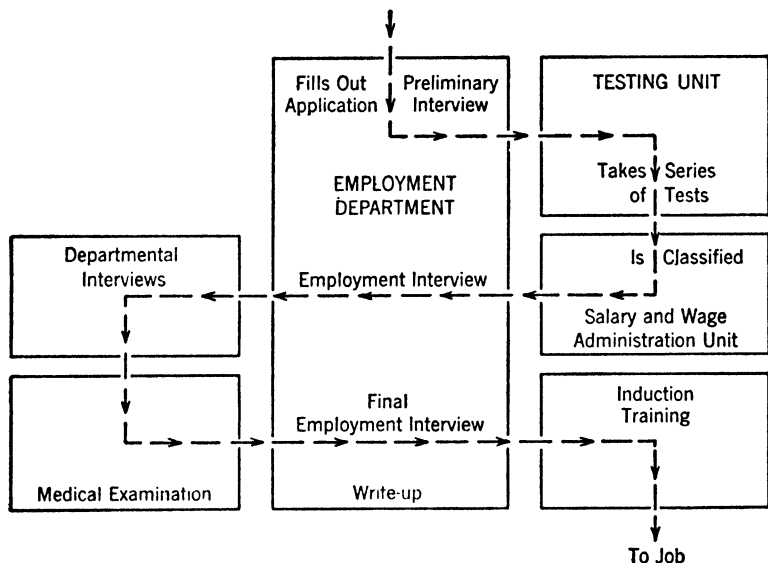 Fills Out
Application
Preliminary
Interview
TESTING UNIT
Takes Series
of Tests
EMPLOYMENT
DEPARTMENT
Departmental
Interviews
Employment Interview
Is Classified
Salary and Wage
Administration Unit
Final
Employment Interview
Induction
Training
Medical Examination
Write-up
To Job